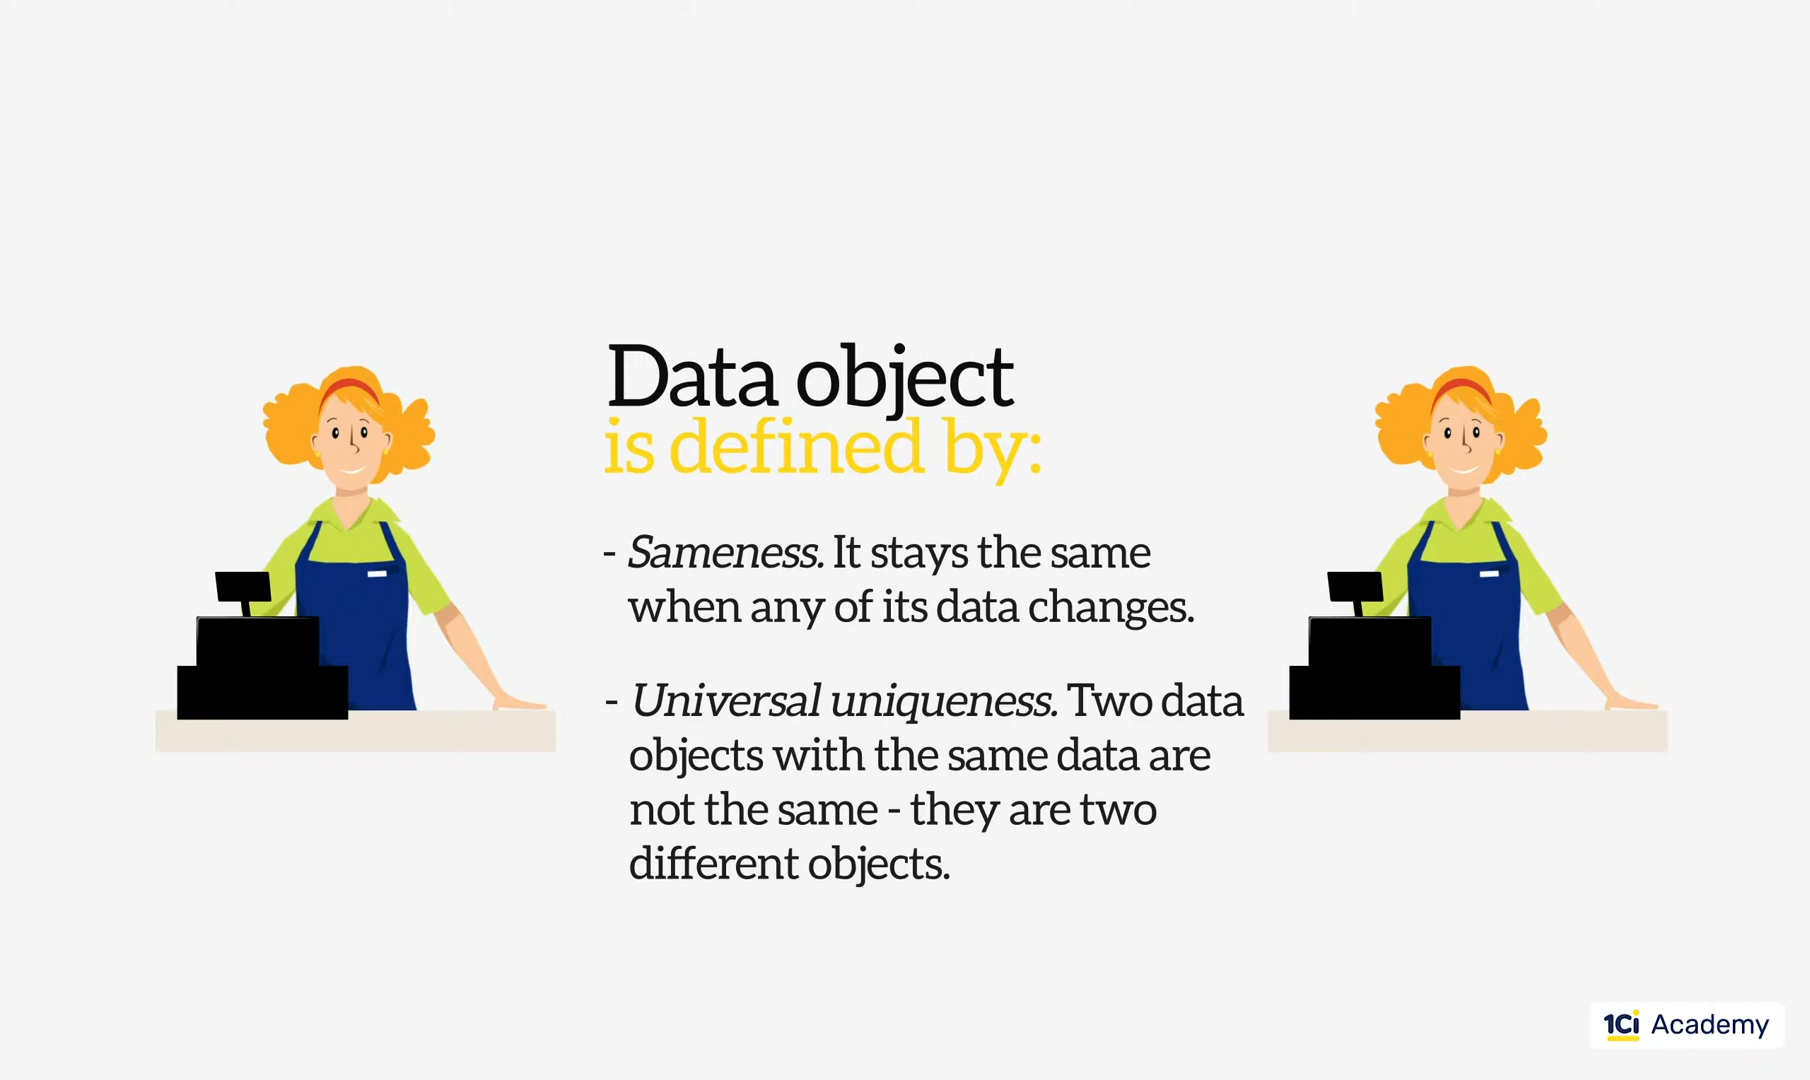 Data object
is defined by:
- Sameness. It stays the same
when any of its data changes.
- Universal uniqueness. Two data
objects with the same data are
not the same - they are two
different objects.
1Ci Academy